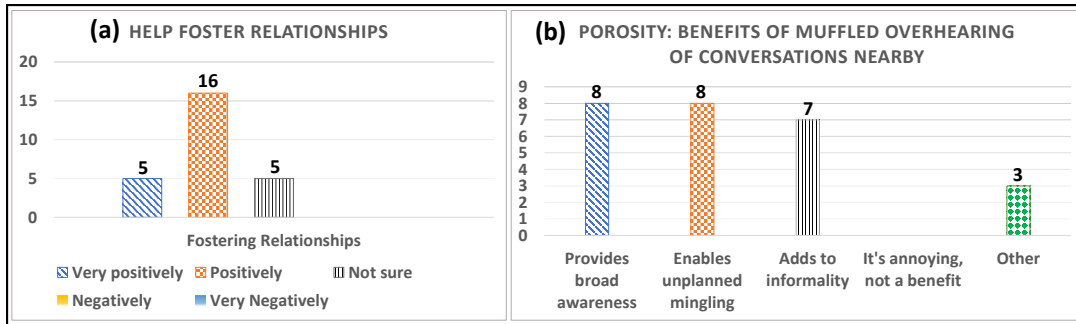 (a) HELP FOSTER RELATIONSHIPS
20
15
10
5
0
5
16
5
Fostering Relationships
Very positively Positively Not sure
Negatively Very Negatively
(b) POROSITY: BENEFITS OF MUFFLED OVERHEARING
OF CONVERSATIONS NEARBY
9
8
7
6
5
4
3
2
1
0
8
8
7
3
Provides
broad
awareness
Enables
unplanned
mingling
Adds to
informality
It's annoying,
not a benefit
Other